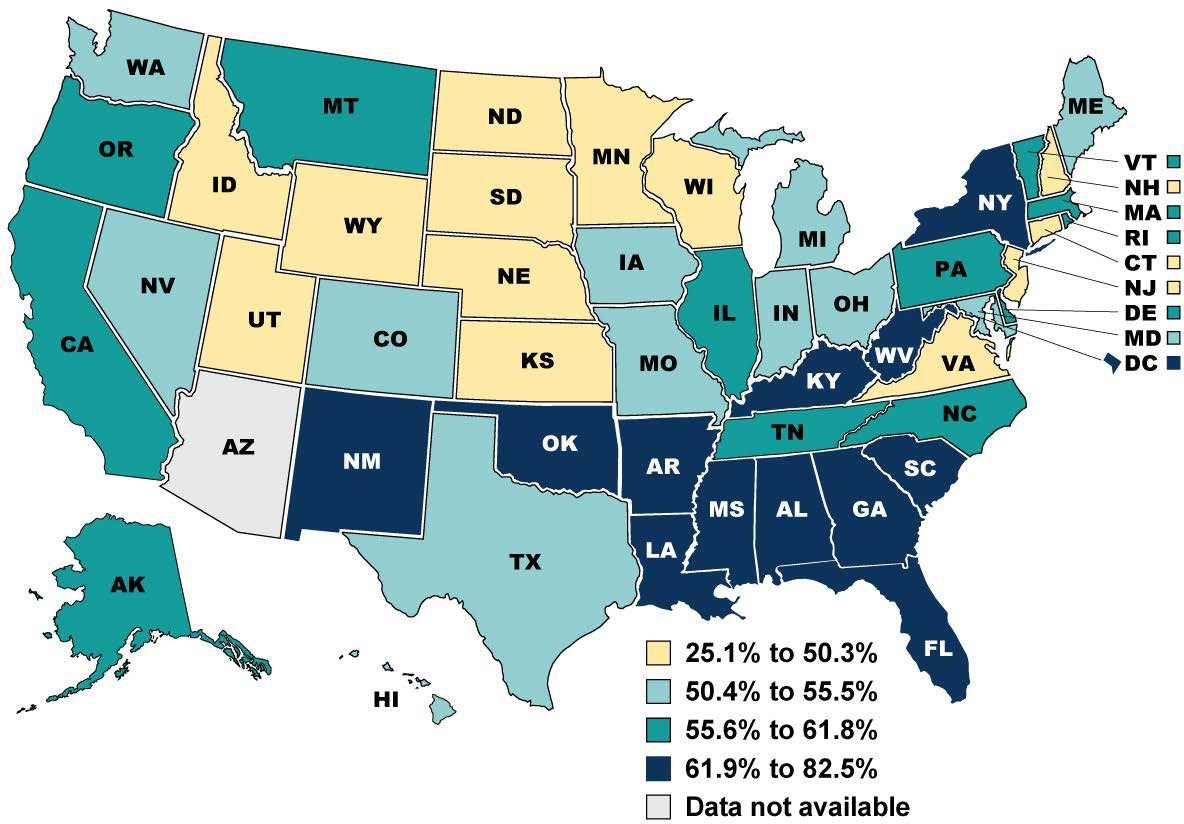 WA
ME
MT
ND
OR
MN
VT
ID
SD
WI
NH
NY
MA
WY
MI
RI
IA
CT
PA
NE
NV
NJ
OH
IL
IN
DE
UT
CO
MD
CA
WV
DC
KS
MO
VA
KY
NC
TN
AZ
OK
NM
AR
SC
MS
AL
GA
LA
TX
AK
FL
HI
25.1% to 50.3%
50.4% to 55.5%
55.6% to 61.8%
61.9% to 82.5%
Data not available